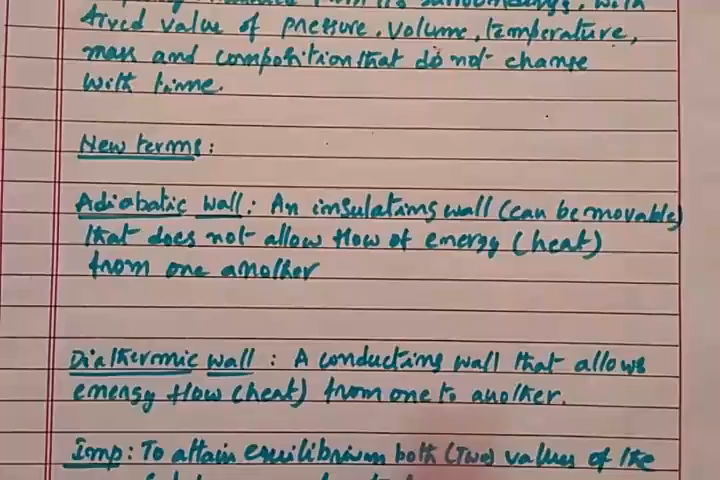 surroundings, with
fixed value of pressure, volume, temperature,
mass and composition that do not change
with time.
New terms:
Adiabatic wall: An insulating wall (can be movable)
that does not allow flow of energy (heat)
from one another
Diathermic wall: A conducting wall that allows
energy flow (heat) from one to another.
Imp: To attain equilibrium both (Two) values of the